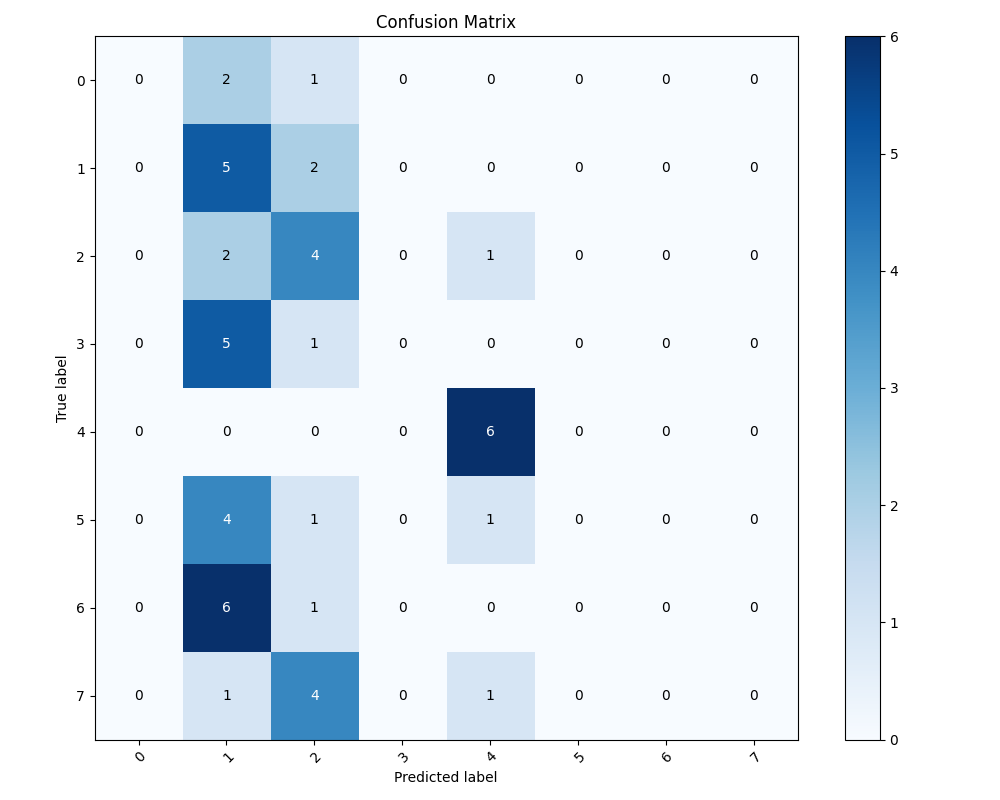 Confusion Matrix
0 0 2 1 0 0 0 0 0
1 0 5 2 0 0 0 0 0
2 0 2 4 0 1 0 0 0
3 0 5 1 0 0 0 0 0
4 0 0 0 0 6 0 0 0
5 0 4 1 0 1 0 0 0
6 0 6 1 0 0 0 0 0
7 0 1 4 0 1 0 0 0
0 1 2 3 4 5 6 7
True label
Predicted label
6
5
4
3
2
1
0